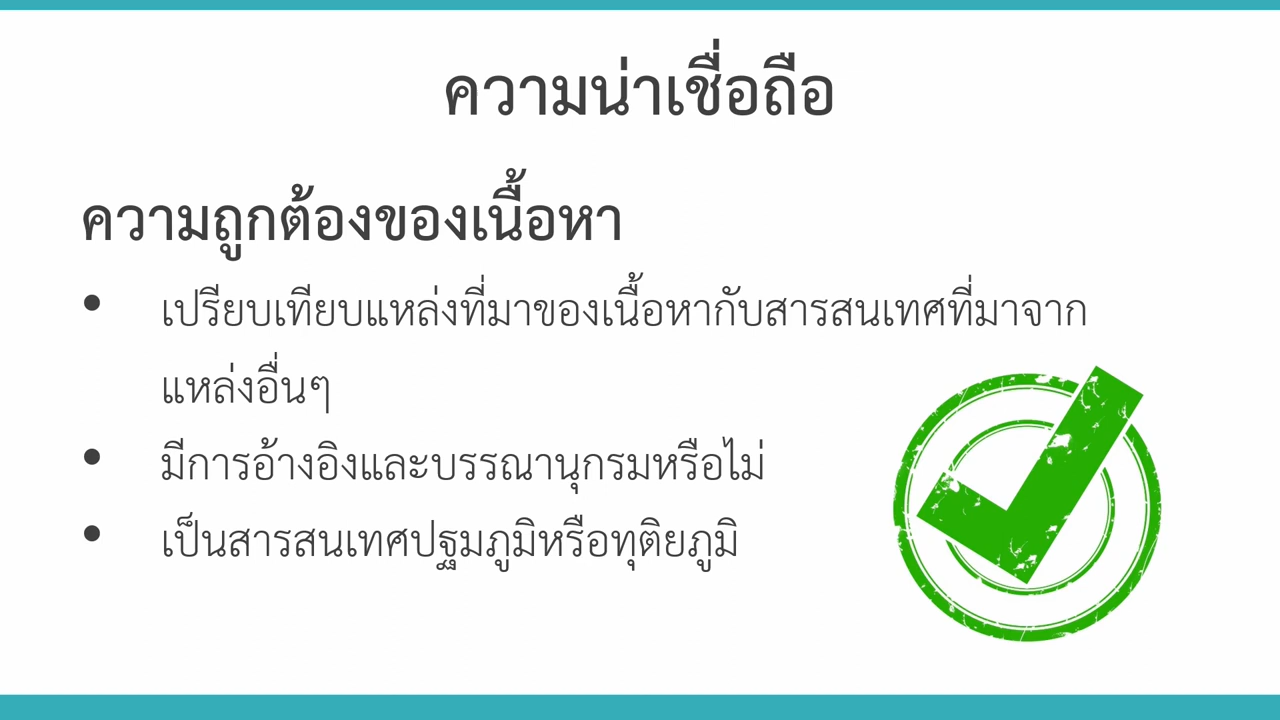 ความน่าเชื่อถือ
ความถูกต้องของเนื้อหา
• เปรียบเทียบแหล่งที่มาของเนื้อหากับสารสนเทศที่มาจาก
แหล่งอื่นๆ
• มีการอ้างอิงและบรรณานุกรมหรือไม่
• เป็นสารสนเทศปฐมภูมิหรือทุติยภูมิ